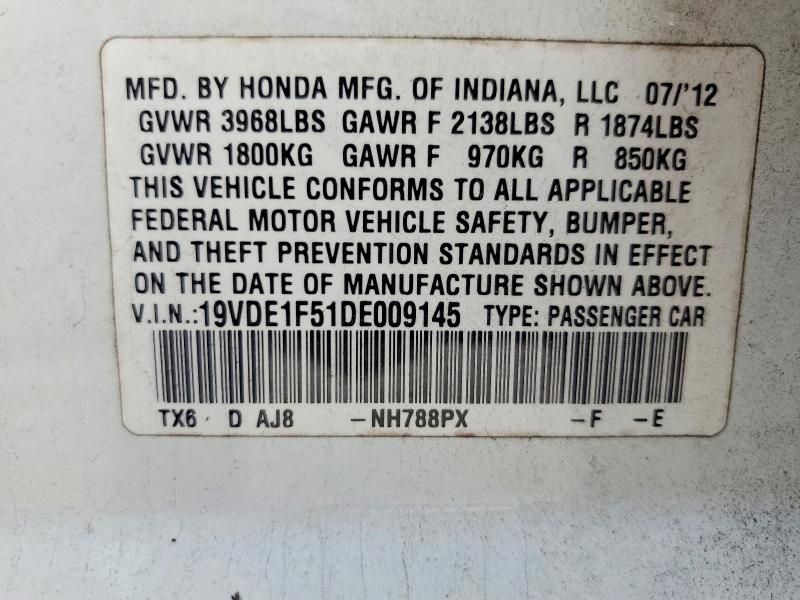 MFD. BY HONDA MFG. OF INDIANA, LLC 07/'12
GVWR 3968LBS GAWR F 2138LBS R 1874LBS
GVWR 1800KG GAWR F 970KG R 850KG
THIS VEHICLE CONFORMS TO ALL APPLICABLE
FEDERAL MOTOR VEHICLE SAFETY, BUMPER,
AND THEFT PREVENTION STANDARDS IN EFFECT
ON THE DATE OF MANUFACTURE SHOWN ABOVE.
V.I.N.:19VDE1F51DE009145 TYPE: PASSENGER CAR
TX6 D AJ8 -NH788PX -F -E